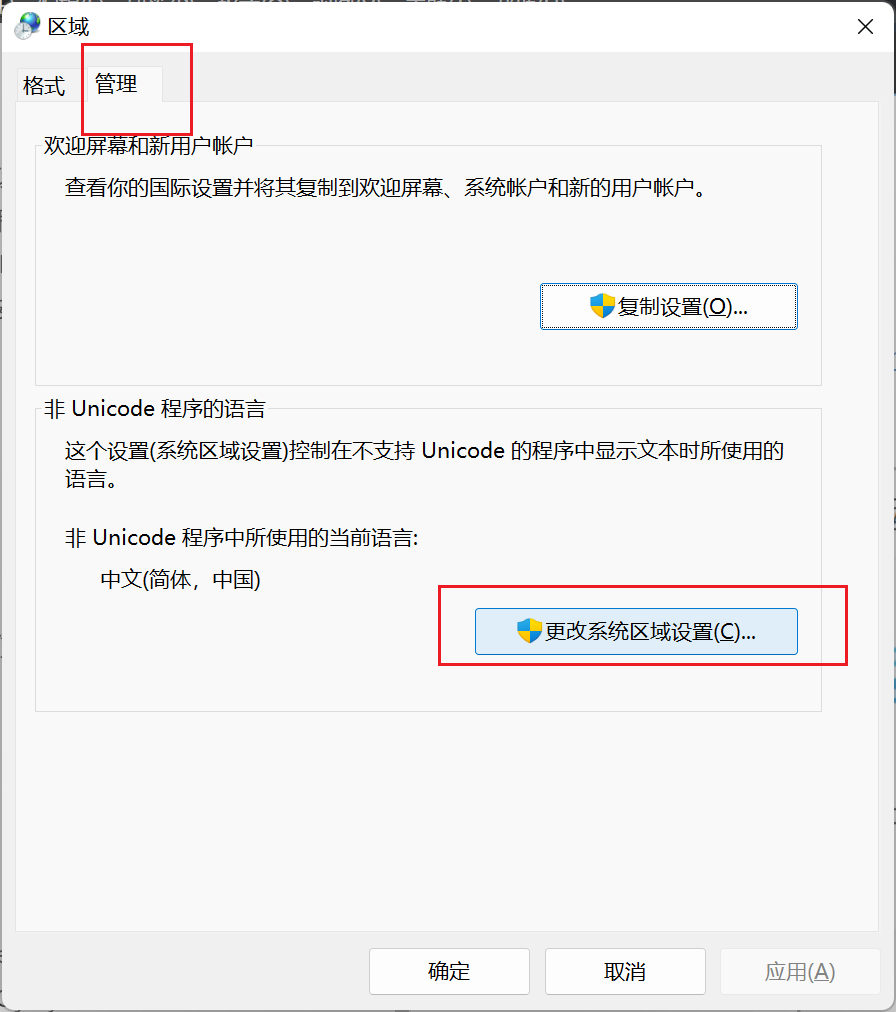 区域
格式
管理
欢迎屏幕和新用户帐户
查看你的国际设置并将其复制到欢迎屏幕、系统帐户和新的用户帐户。
复制设置(O)...
非 Unicode 程序的语言
这个设置(系统区域设置)控制在不支持 Unicode 的程序中显示文本时所使用的
语言。
非 Unicode 程序中所使用的当前语言:
中文(简体，中国)
更改系统区域设置(C)...
确定
取消
应用(A)